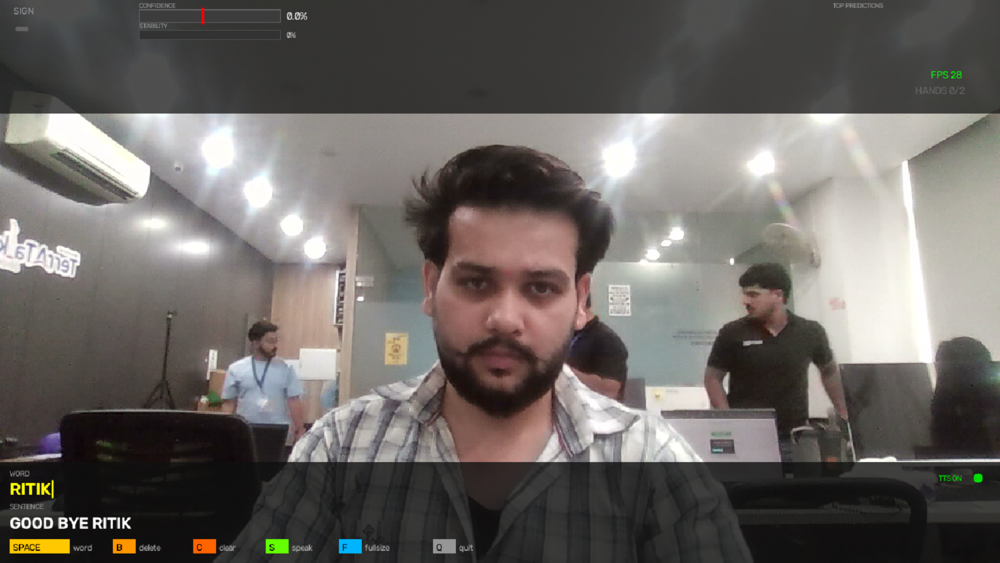 SIGN
CONFIDENCE
0.0%
STABILITY
0%
TOP PREDICTIONS
FPS 28
HANDS 0/2
TerrATalk
WORD
RITIK
SENTENCE
GOOD BYE RITIK
TTS ON
SPACE word B delete C clear S speak F fullsize Q quit